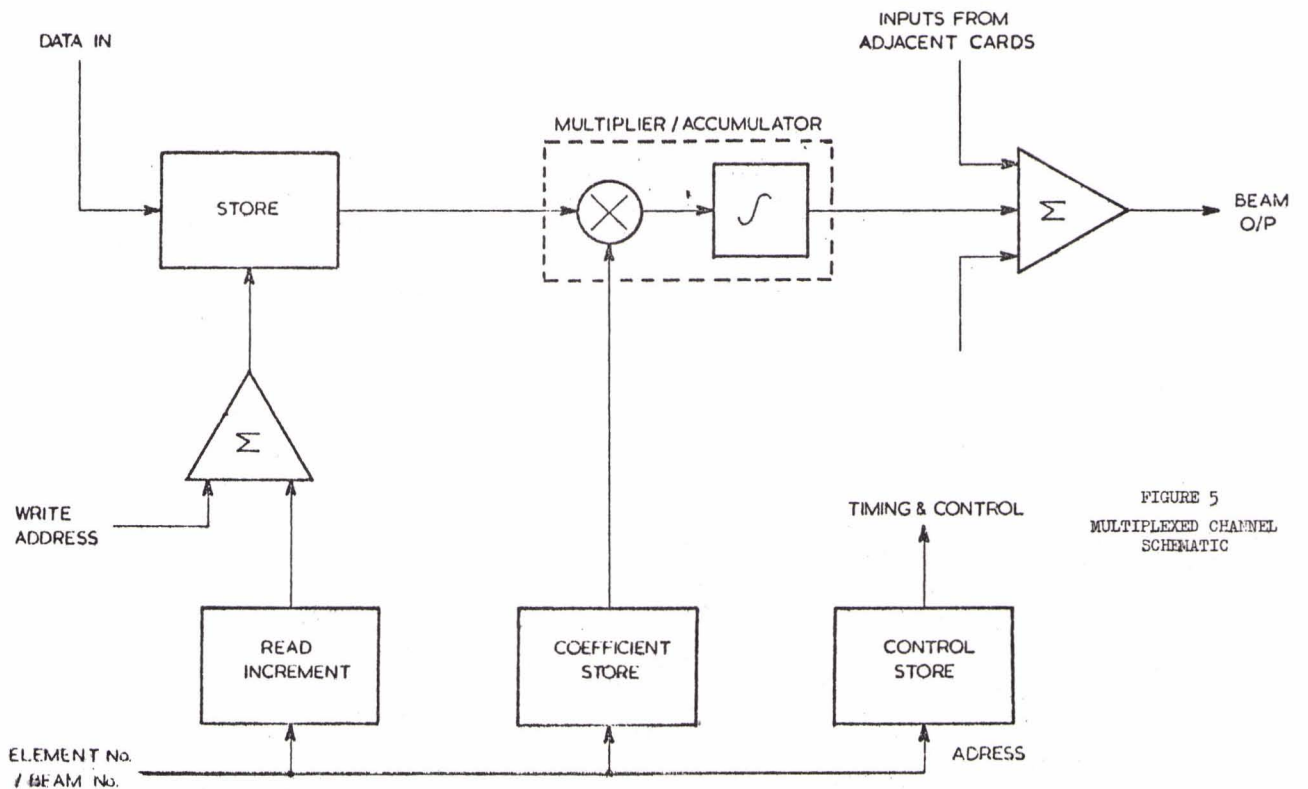 DATA IN
INPUTS FROM
ADJACENT CARDS
MULTIPLIER / ACCUMULATOR
STORE
∫
Σ
BEAM
O/P
Σ
WRITE
ADDRESS
TIMING & CONTROL
FIGURE 5
MULTIPLEXED CHANNEL
SCHEMATIC
READ
INCREMENT
COEFFICIENT
STORE
CONTROL
STORE
ELEMENT No.
/ BEAM No.
ADRESS